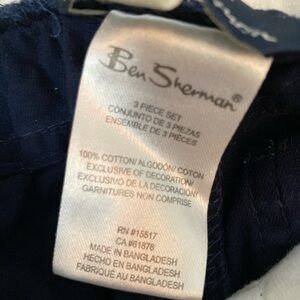 Ben Sherman®
3 PIECE SET
CONJUNTO DE 3 PIEZAS
ENSEMBLE DE 3 PIÈCES
100% COTTON/ ALGODÓN/ COTON
EXCLUSIVE OF DECORATION/
EXCLUSIVO DE LA DECORACIÓN/
GARNITURES NON COMPRISE
RN #15517
CA #61878
MADE IN BANGLADESH
HECHO EN BANGLADESH
FABRIQUÉ AU BANGLADESH